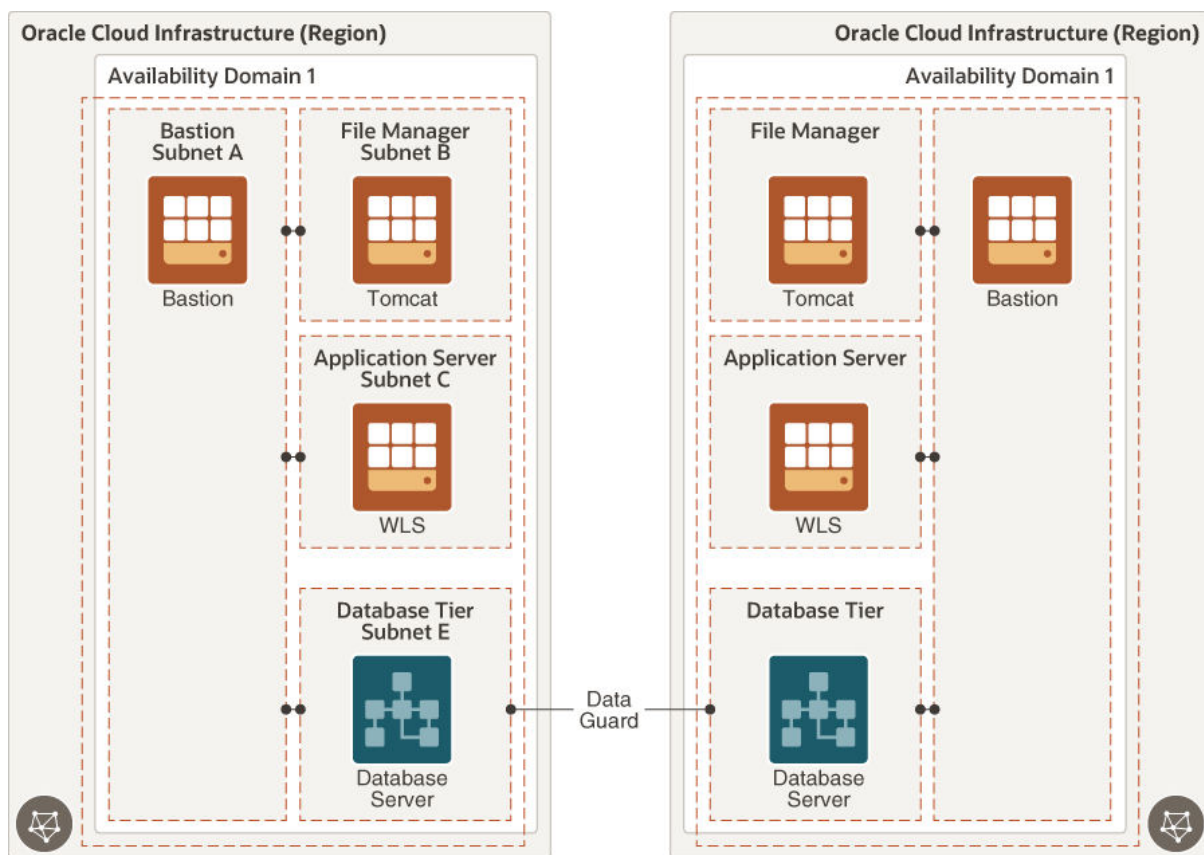 Oracle Cloud Infrastructure (Region)
Availability Domain 1
Bastion
Subnet A
Bastion
File Manager
Subnet B
Tomcat
Application Server
Subnet C
WLS
Database Tier
Subnet E
Database
Server
Data
Guard
Oracle Cloud Infrastructure (Region)
Availability Domain 1
File Manager
Tomcat
Bastion
Application Server
WLS
Database Tier
Database
Server